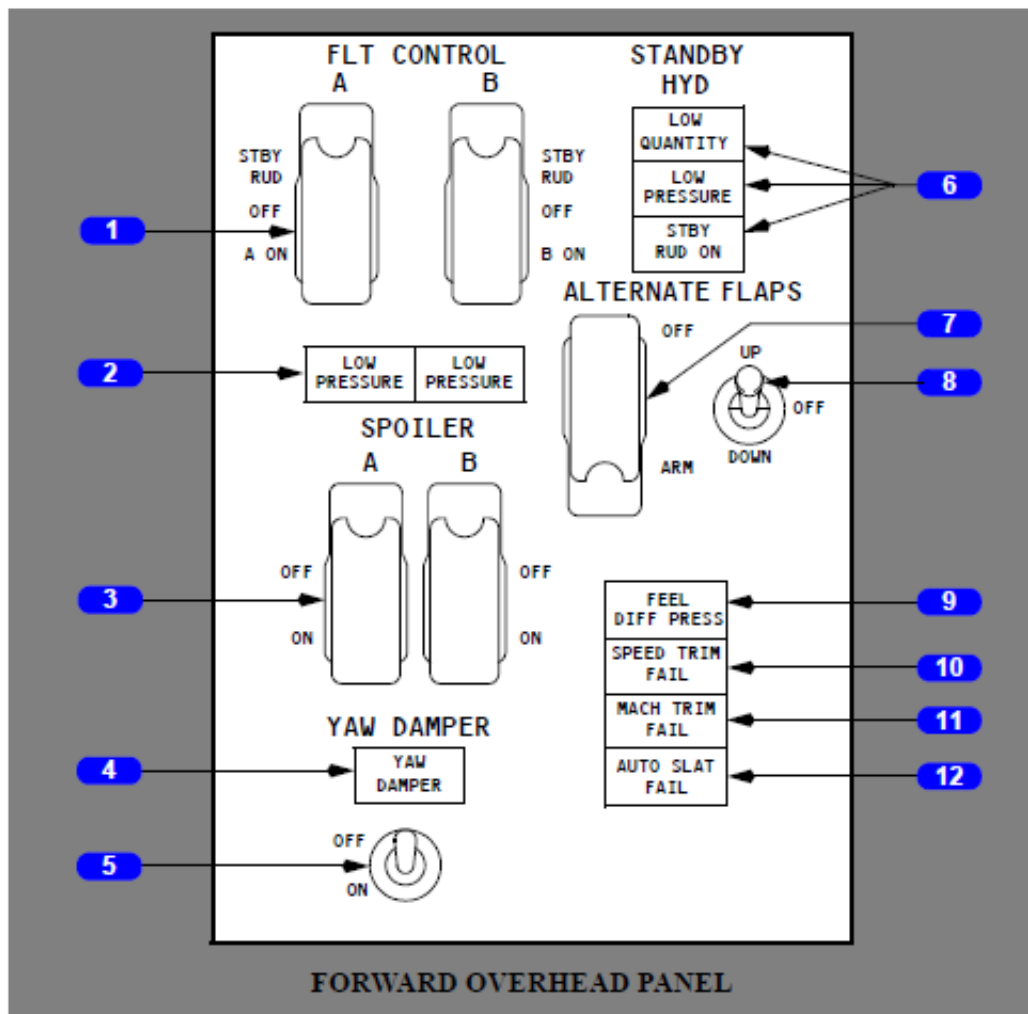 FLT CONTROL
A
B
STBY
RUD
OFF
A ON
STBY
RUD
OFF
B ON
STANDBY
HYD
LOW
QUANTITY
LOW
PRESSURE
STBY
RUD ON
6
1
ALTERNATE FLAPS
OFF
ARM
7
UP
OFF
DOWN
8
2
LOW
PRESSURE
LOW
PRESSURE
SPOILER
A
B
OFF
ON
OFF
ON
3
FEEL
DIFF PRESS
9
SPEED TRIM
FAIL
10
MACH TRIM
FAIL
11
AUTO SLAT
FAIL
12
YAW DAMPER
4
YAW
DAMPER
5
OFF
ON
FORWARD OVERHEAD PANEL